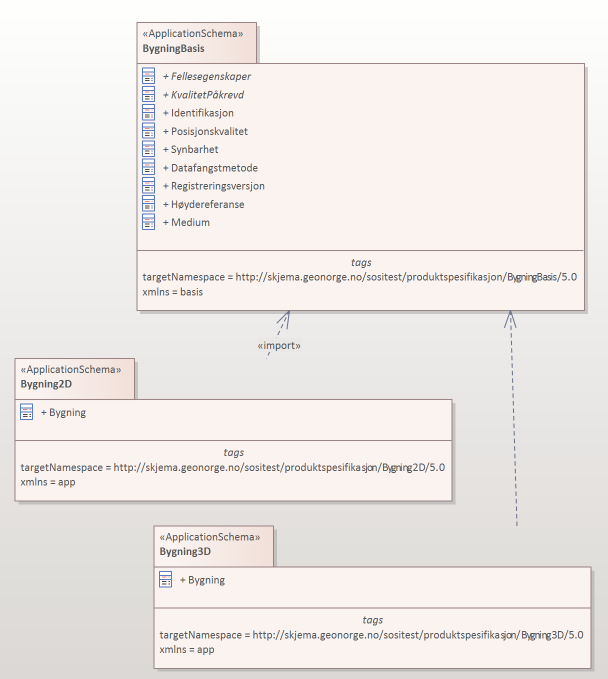 «ApplicationSchema»
BygningBasis
+ Fellesegenskaper
+ KvalitetPåkrevd
+ Identifikasjon
+ Posisjonskvalitet
+ Synbarhet
+ Datafangstmetode
+ Registreringsversjon
+ Høydereferanse
+ Medium
tags
targetNamespace = http://skjema.geonorge.no/sositest/produktspesifikasjon/BygningBasis/5.0
xmlns = basis
«import»
«ApplicationSchema»
Bygning2D
+ Bygning
tags
targetNamespace = http://skjema.geonorge.no/sositest/produktspesifikasjon/Bygning2D/5.0
xmlns = app
«ApplicationSchema»
Bygning3D
+ Bygning
tags
targetNamespace = http://skjema.geonorge.no/sositest/produktspesifikasjon/Bygning3D/5.0
xmlns = app